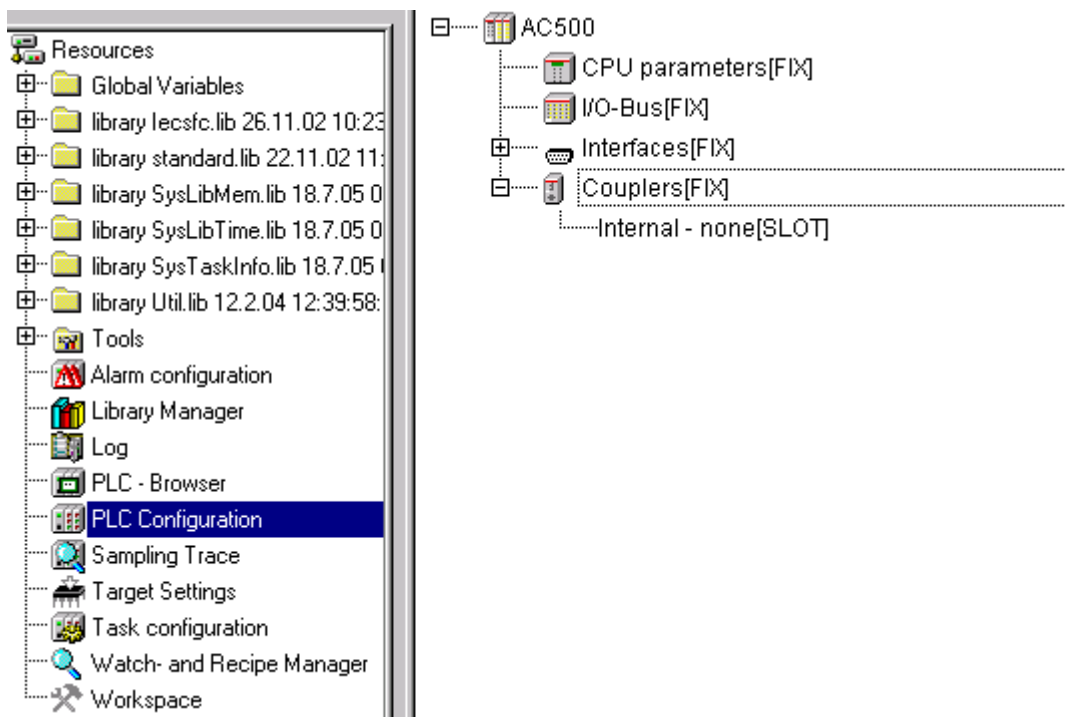 Resources
Global Variables
library Iecsfc.lib 26.11.02 10:23
library standard.lib 22.11.02 11:
library SysLibMem.lib 18.7.05 0
library SysLibTime.lib 18.7.05 0
library SysTaskInfo.lib 18.7.05
library Util.lib 12.2.04 12:39:58:
Tools
Alarm configuration
Library Manager
Log
PLC - Browser
PLC Configuration
Sampling Trace
Target Settings
Task configuration
Watch- and Recipe Manager
Workspace
AC500
CPU parameters[FIX]
I/O-Bus[FIX]
Interfaces[FIX]
Couplers[FIX]
Internal - none[SLOT]